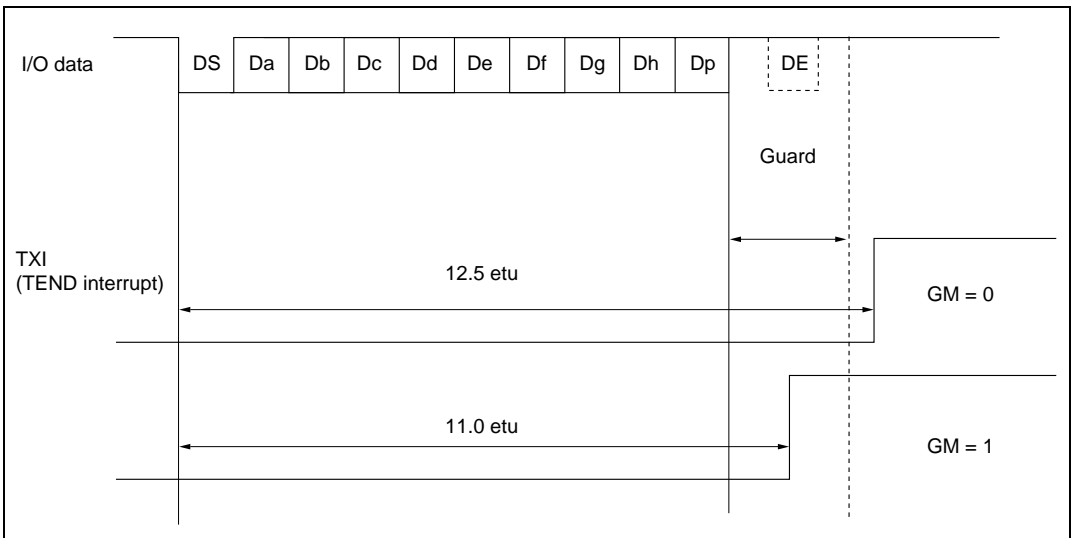 I/O data
DS Da Db Dc Dd De Df Dg Dh Dp DE
Guard
TXI
(TEND interrupt)
12.5 etu
GM = 0
11.0 etu
GM = 1